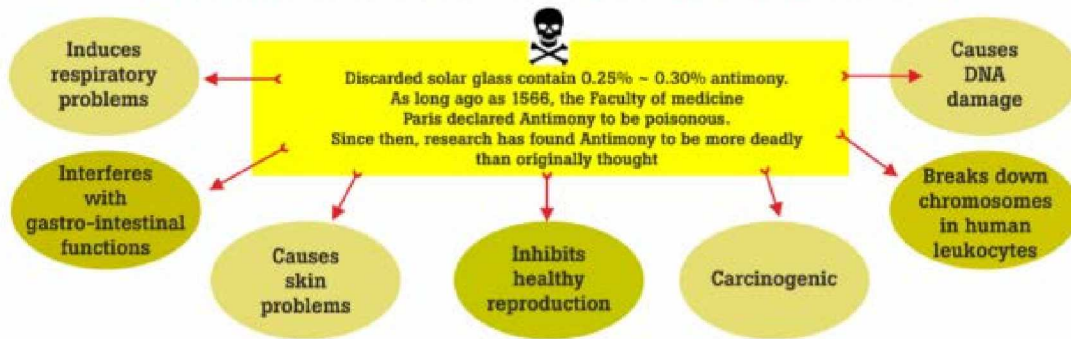 Induces
respiratory
problems
Discarded solar glass contain 0.25% ~ 0.30% antimony.
As long ago as 1566, the Faculty of medicine
Paris declared Antimony to be poisonous.
Since then, research has found Antimony to be more deadly
than originally thought
Causes
DNA
damage
Interferes
with
gastro-intestinal
functions
Causes
skin
problems
Inhibits
healthy
reproduction
Carcinogenic
Breaks down
chromosomes
in human
leukocytes